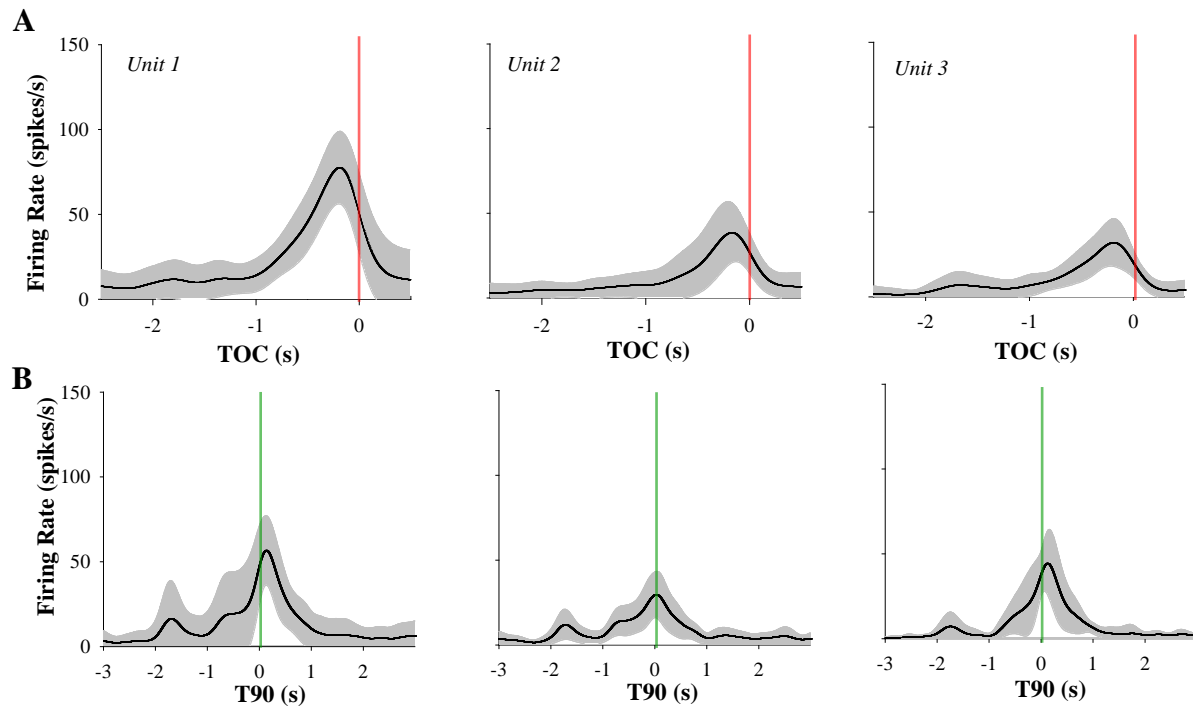 A
150
100
50
0
Firing Rate (spikes/s)
Unit 1
Unit 2
Unit 3
-2 -1 0
-2 -1 0
-2 -1 0
TOC (s) TOC (s) TOC (s)
B
150
100
50
0
Firing Rate (spikes/s)
-3 -2 -1 0 1 2
-3 -2 -1 0 1 2
-3 -2 -1 0 1 2
T90 (s) T90 (s) T90 (s)